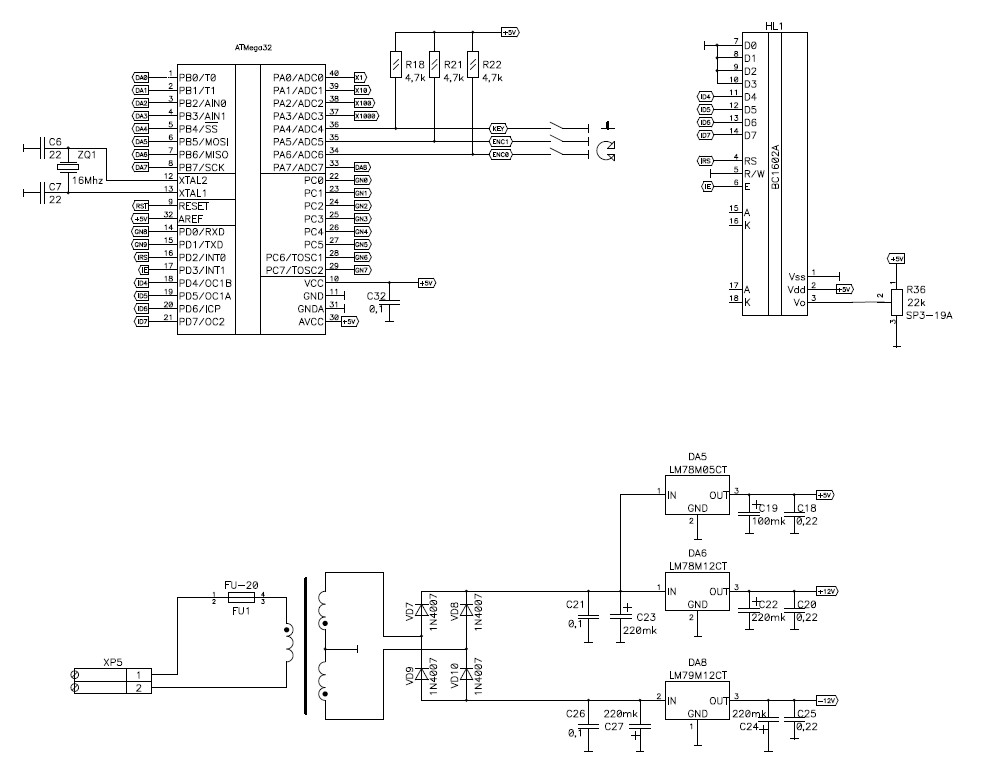 HL1
ATMega32
+5V
R18 4,7k
R21 4,7k
R22 4,7k
DA0 1 PB0/T0 PA0/ADC0 40 X1
DA1 2 PB1/T1 PA1/ADC1 39 X10
DA2 3 PB2/AIN0 PA2/ADC2 38 X100
DA3 4 PB3/AIN1 PA3/ADC3 37 X1000
DA4 5 PB4/SS PA4/ADC4 36 KEY
DA5 6 PB5/MOSI PA5/ADC5 35 ENC1
DA6 7 PB6/MISO PA6/ADC6 34 ENC0
DA7 8 PB7/SCK PA7/ADC7 33 DA8
12 XTAL2 PC0 22 GN0
13 XTAL1 PC1 23 GN1
RST 9 RESET PC2 24 GN2
+5V 32 AREF PC3 25 GN3
GN8 14 PD0/RXD PC4 26 GN4
GN9 15 PD1/TXD PC5 27 GN5
IRS 16 PD2/INT0 PC6/TOSC1 28 GN6
IE 17 PD3/INT1 PC7/TOSC2 29 GN7
ID4 18 PD4/OC1B VCC 10 +5V
ID5 19 PD5/OC1A GND 11
ID6 20 PD6/ICP GNDA 31
ID7 21 PD7/OC2 AVCC 30 +5V
C32
0,1
C6
22
ZQ1
16Mhz
C7
22
BC1602A
7 D0
8 D1
9 D2
10 D3
ID4 11 D4
ID5 12 D5
ID6 13 D6
ID7 14 D7
IRS 4 RS
5 R/W
IE 6 E
15 A
16 K
17 A
18 K
Vss 1
Vdd 2 +5V
Vo 3
+5V
1
2
3
R36
22k
SP3-19A
DA5
LM78M05CT
1 IN OUT 3
GND
2
+
C19
100mk
C18
0,22
+5V
DA6
LM78M12CT
1 IN OUT 3
GND
2
+
C22
220mk
C20
0,22
+12V
C21
0,1
+
C23
220mk
FU-20
1
2
4
3
FU1
VD7
1N4007
VD8
1N4007
VD9
1N4007
VD10
1N4007
XP5
1
2
DA8
LM79M12CT
2 IN OUT 3
GND
1
C26
0,1
220mk
C27
+
220mk
C24
+
C25
0,22
-12V